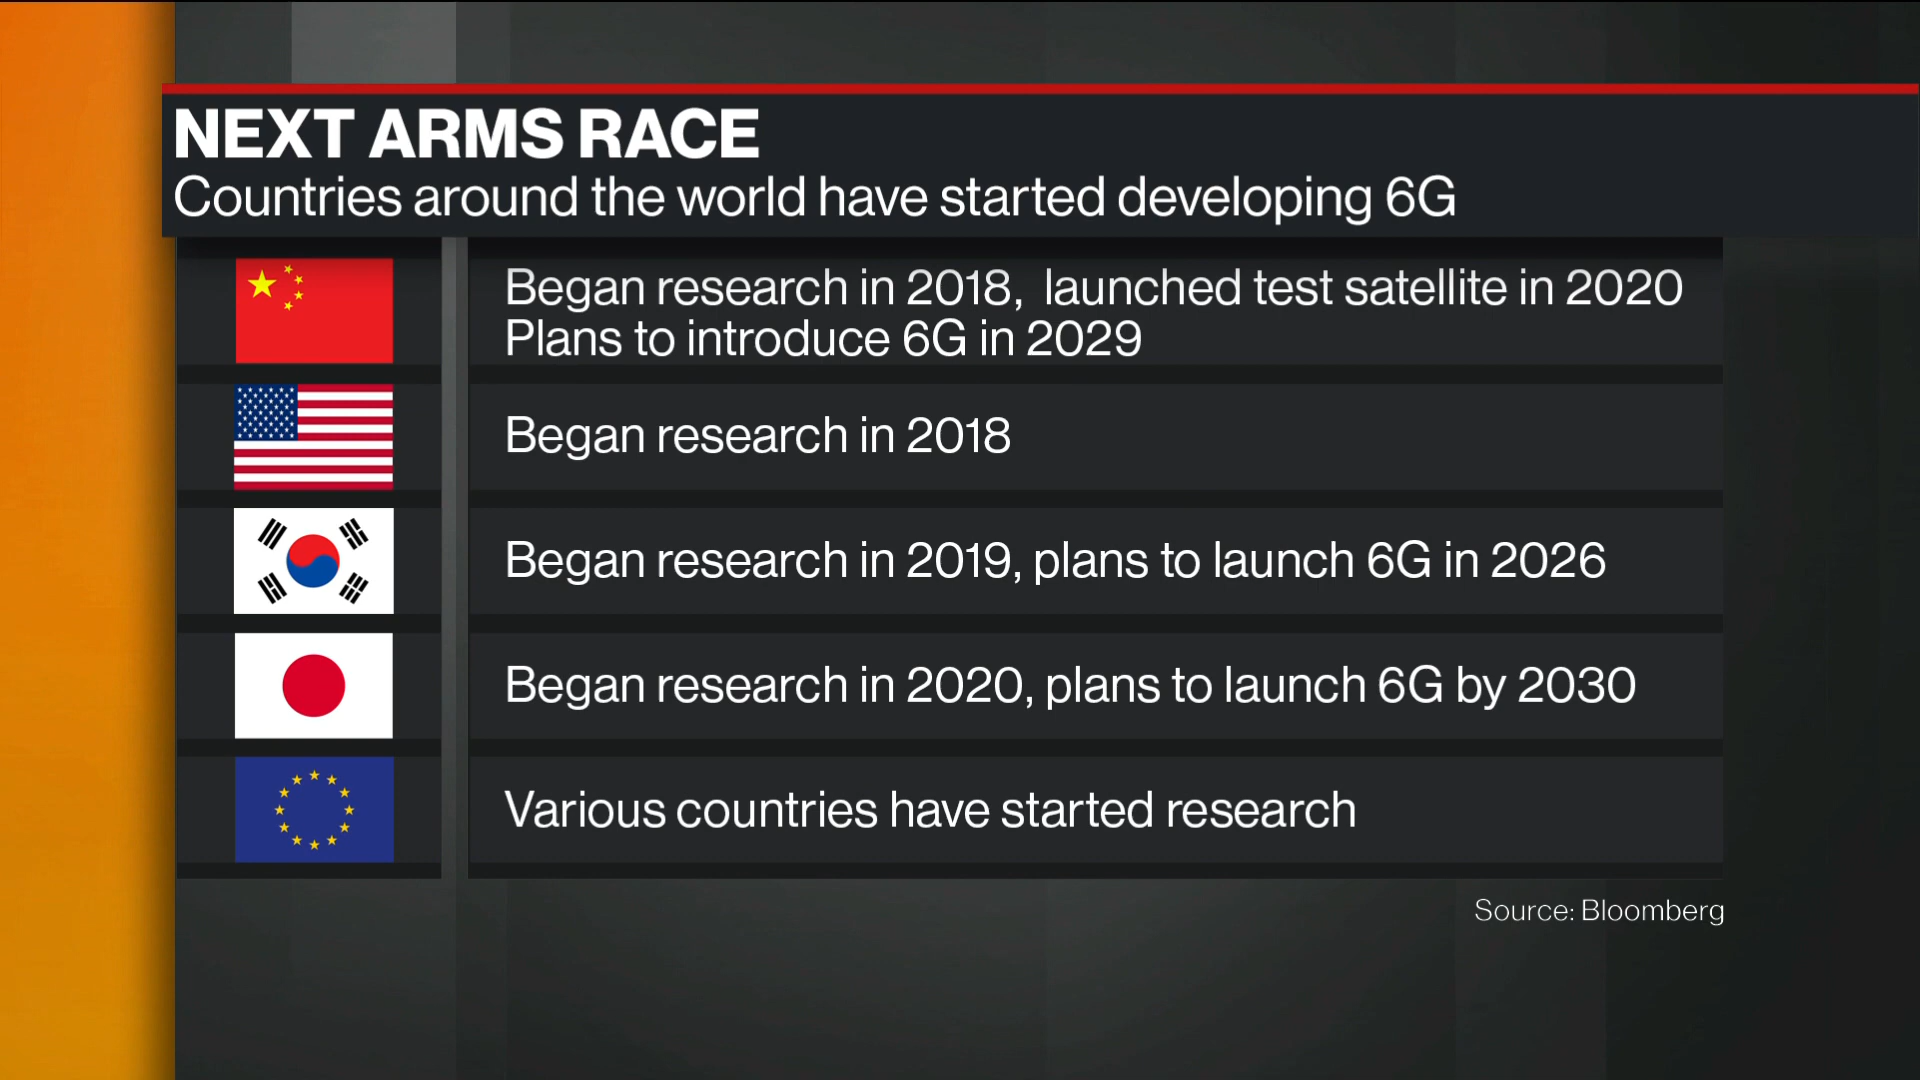 NEXT ARMS RACE
Countries around the world have started developing 6G
Began research in 2018, launched test satellite in 2020
Plans to introduce 6G in 2029
Began research in 2018
Began research in 2019, plans to launch 6G in 2026
Began research in 2020, plans to launch 6G by 2030
Various countries have started research
Source: Bloomberg